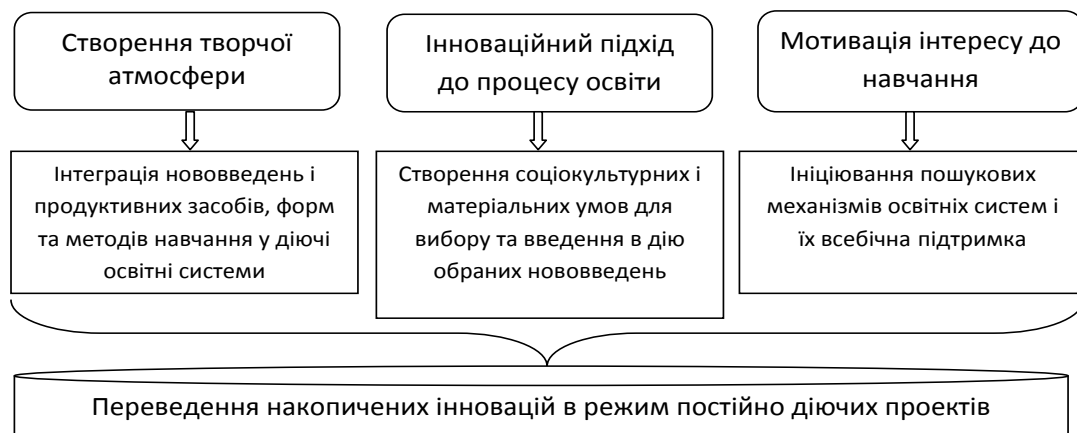 Створення творчої
атмосфери
Інноваційний підхід
до процесу освіти
Мотивація інтересу до
навчання
Інтеграція нововведень і
продуктивних засобів, форм
та методів навчання у діючі
освітні системи
Створення соціокультурних і
матеріальних умов для
вибору та введення в дію
обраних нововведень
Ініціювання пошукових
механізмів освітніх систем і
їх всебічна підтримка
Переведення накопичених інновацій в режим постійно діючих проектів